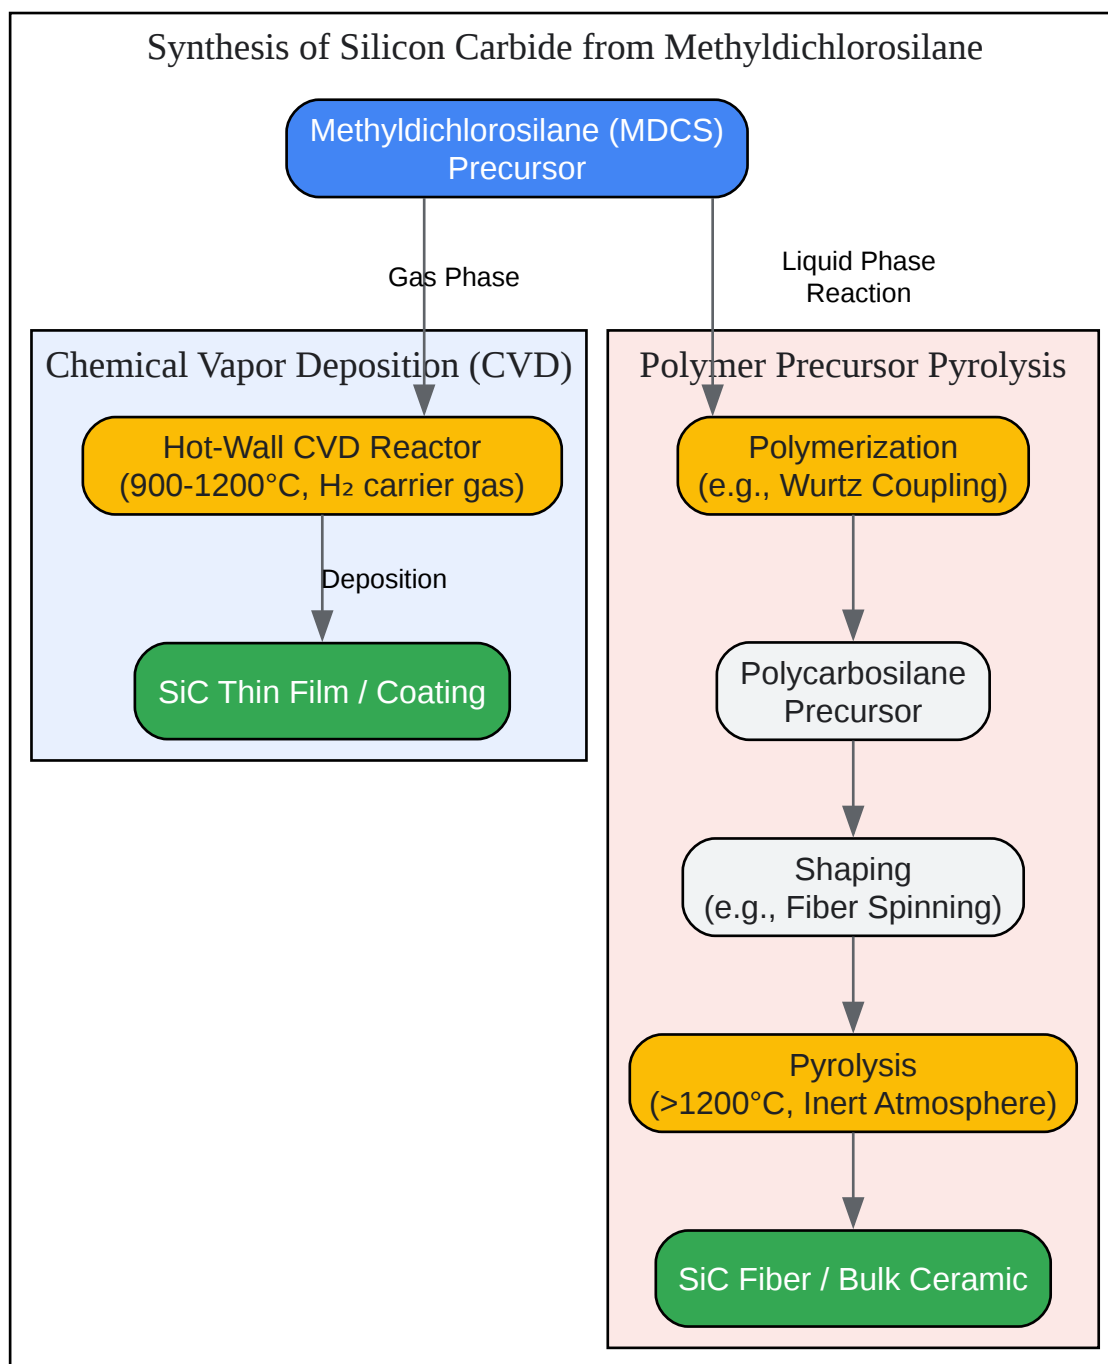 Synthesis of Silicon Carbide from Methyldichlorosilane
Methyldichlorosilane (MDCS)
Precursor
Gas Phase
Liquid Phase
Reaction
Chemical Vapor Deposition (CVD)
Hot-Wall CVD Reactor
(900-1200°C, H₂ carrier gas)
Deposition
SiC Thin Film / Coating
Polymer Precursor Pyrolysis
Polymerization
(e.g., Wurtz Coupling)
Polycarbosilane
Precursor
Shaping
(e.g., Fiber Spinning)
Pyrolysis
(>1200°C, Inert Atmosphere)
SiC Fiber / Bulk Ceramic